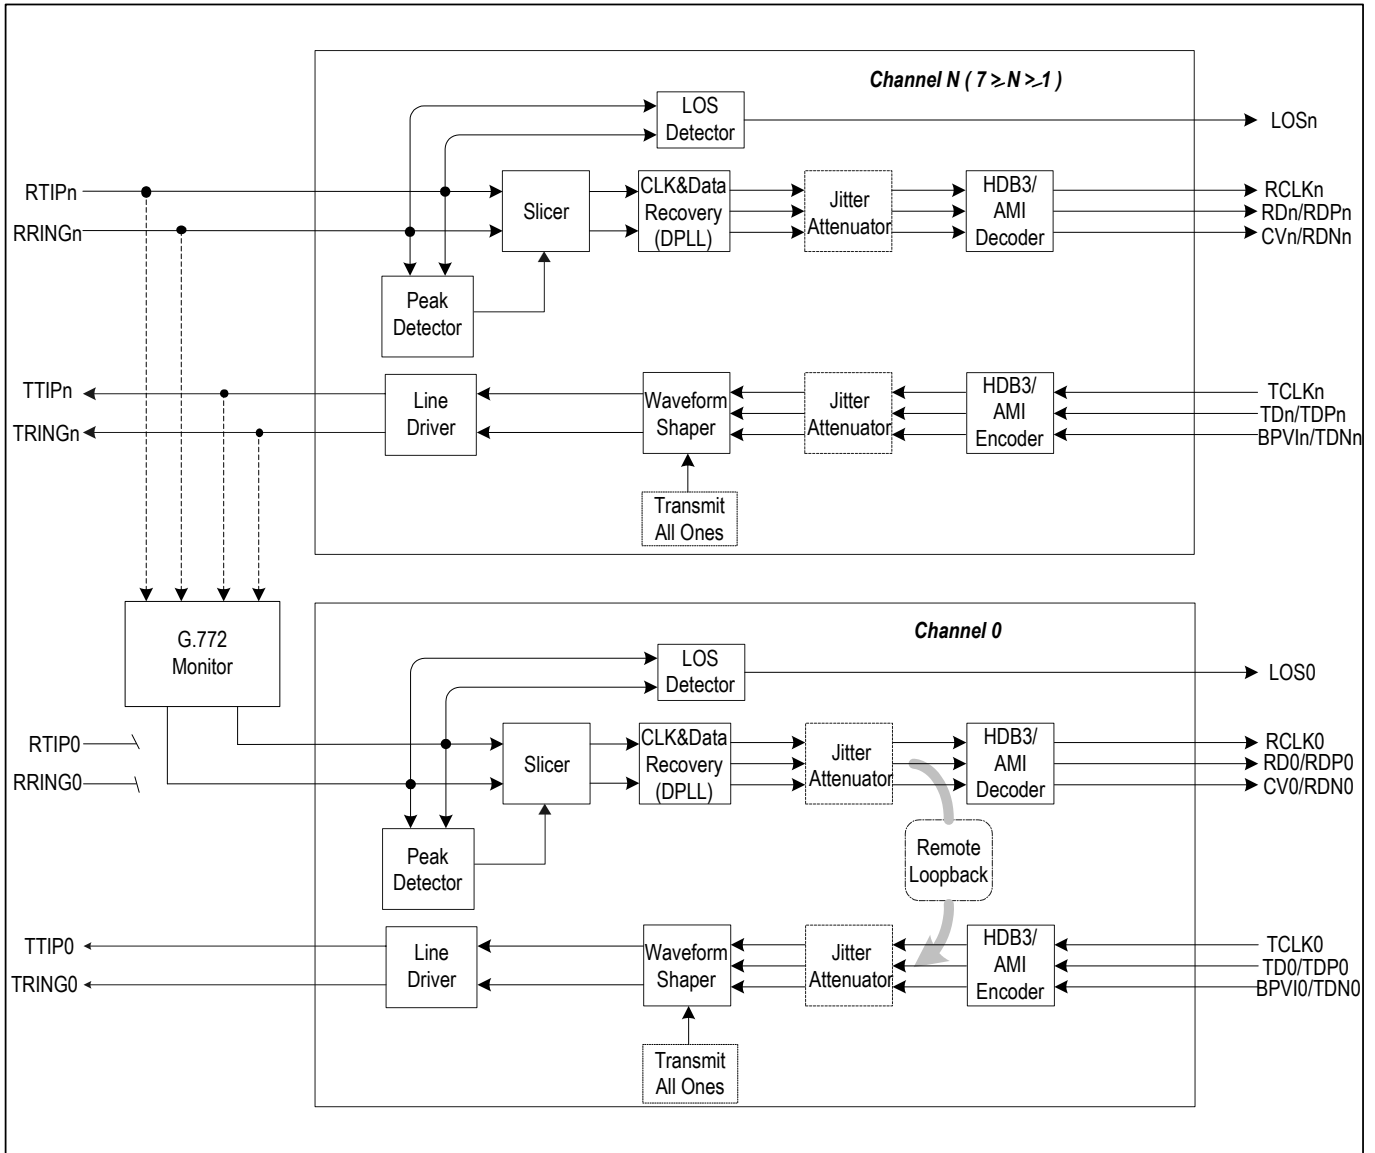 Channel N ( 7 ≥ N ≥ 1 )
LOS
Detector
LOSn
RTIPn
RRINGn
Slicer
CLK&Data
Recovery
(DPLL)
Jitter
Attenuator
HDB3/
AMI
Decoder
RCLKn
RDn/RDPn
CVn/RDNn
Peak
Detector
TTIPn
TRINGn
Line
Driver
Waveform
Shaper
Jitter
Attenuator
HDB3/
AMI
Encoder
TCLKn
TDn/TDPn
BPVIn/TDNn
Transmit
All Ones
G.772
Monitor
Channel 0
LOS
Detector
LOS0
RTIP0
RRING0
Slicer
CLK&Data
Recovery
(DPLL)
Jitter
Attenuator
HDB3/
AMI
Decoder
RCLK0
RD0/RDP0
CV0/RDN0
Peak
Detector
Remote
Loopback
TTIP0
TRING0
Line
Driver
Waveform
Shaper
Jitter
Attenuator
HDB3/
AMI
Encoder
TCLK0
TD0/TDP0
BPVI0/TDN0
Transmit
All Ones